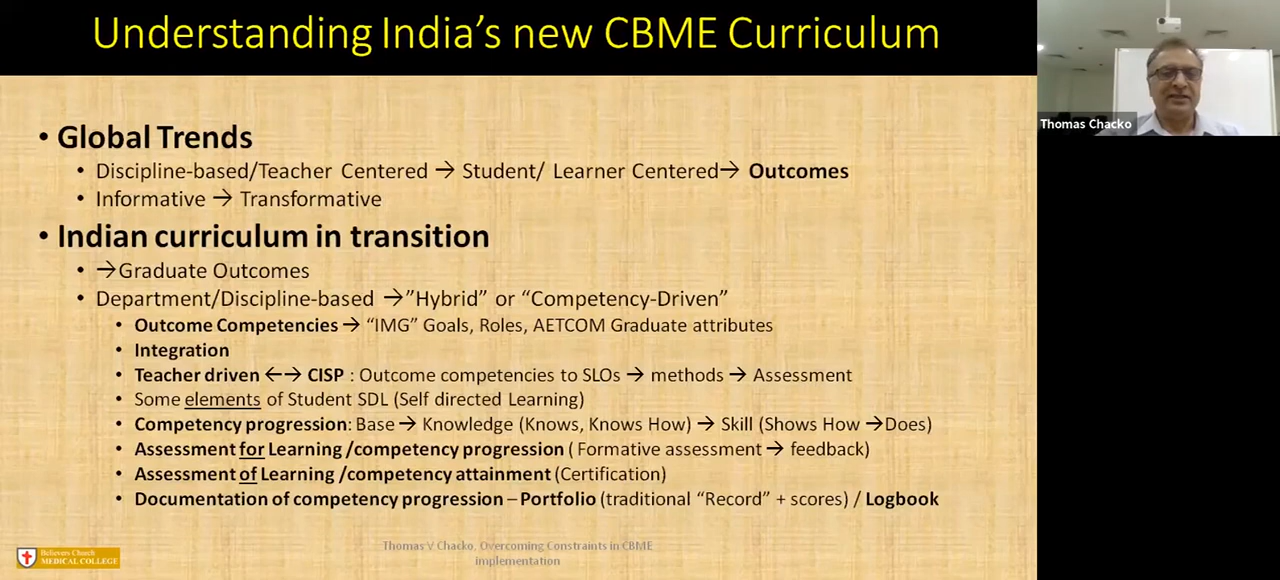 Understanding India's new CBME Curriculum
Thomas Chacko
• Global Trends
• Discipline-based/Teacher Centered → Student/ Learner Centered→ Outcomes
• Informative → Transformative
• Indian curriculum in transition
• →Graduate Outcomes
• Department/Discipline-based →"Hybrid" or "Competency-Driven"
• Outcome Competencies → "IMG" Goals, Roles, AETCOM Graduate attributes
• Integration
• Teacher driven ←→ CISP : Outcome competencies to SLOs → methods → Assessment
• Some elements of Student SDL (Self directed Learning)
• Competency progression: Base → Knowledge (Knows, Knows How) → Skill (Shows How →Does)
• Assessment for Learning /competency progression ( Formative assessment → feedback)
• Assessment of Learning /competency attainment (Certification)
• Documentation of competency progression – Portfolio (traditional "Record" + scores) / Logbook
Thomas V Chacko, Overcoming Constraints in CBME
implementation
Believers Church
MEDICAL COLLEGE